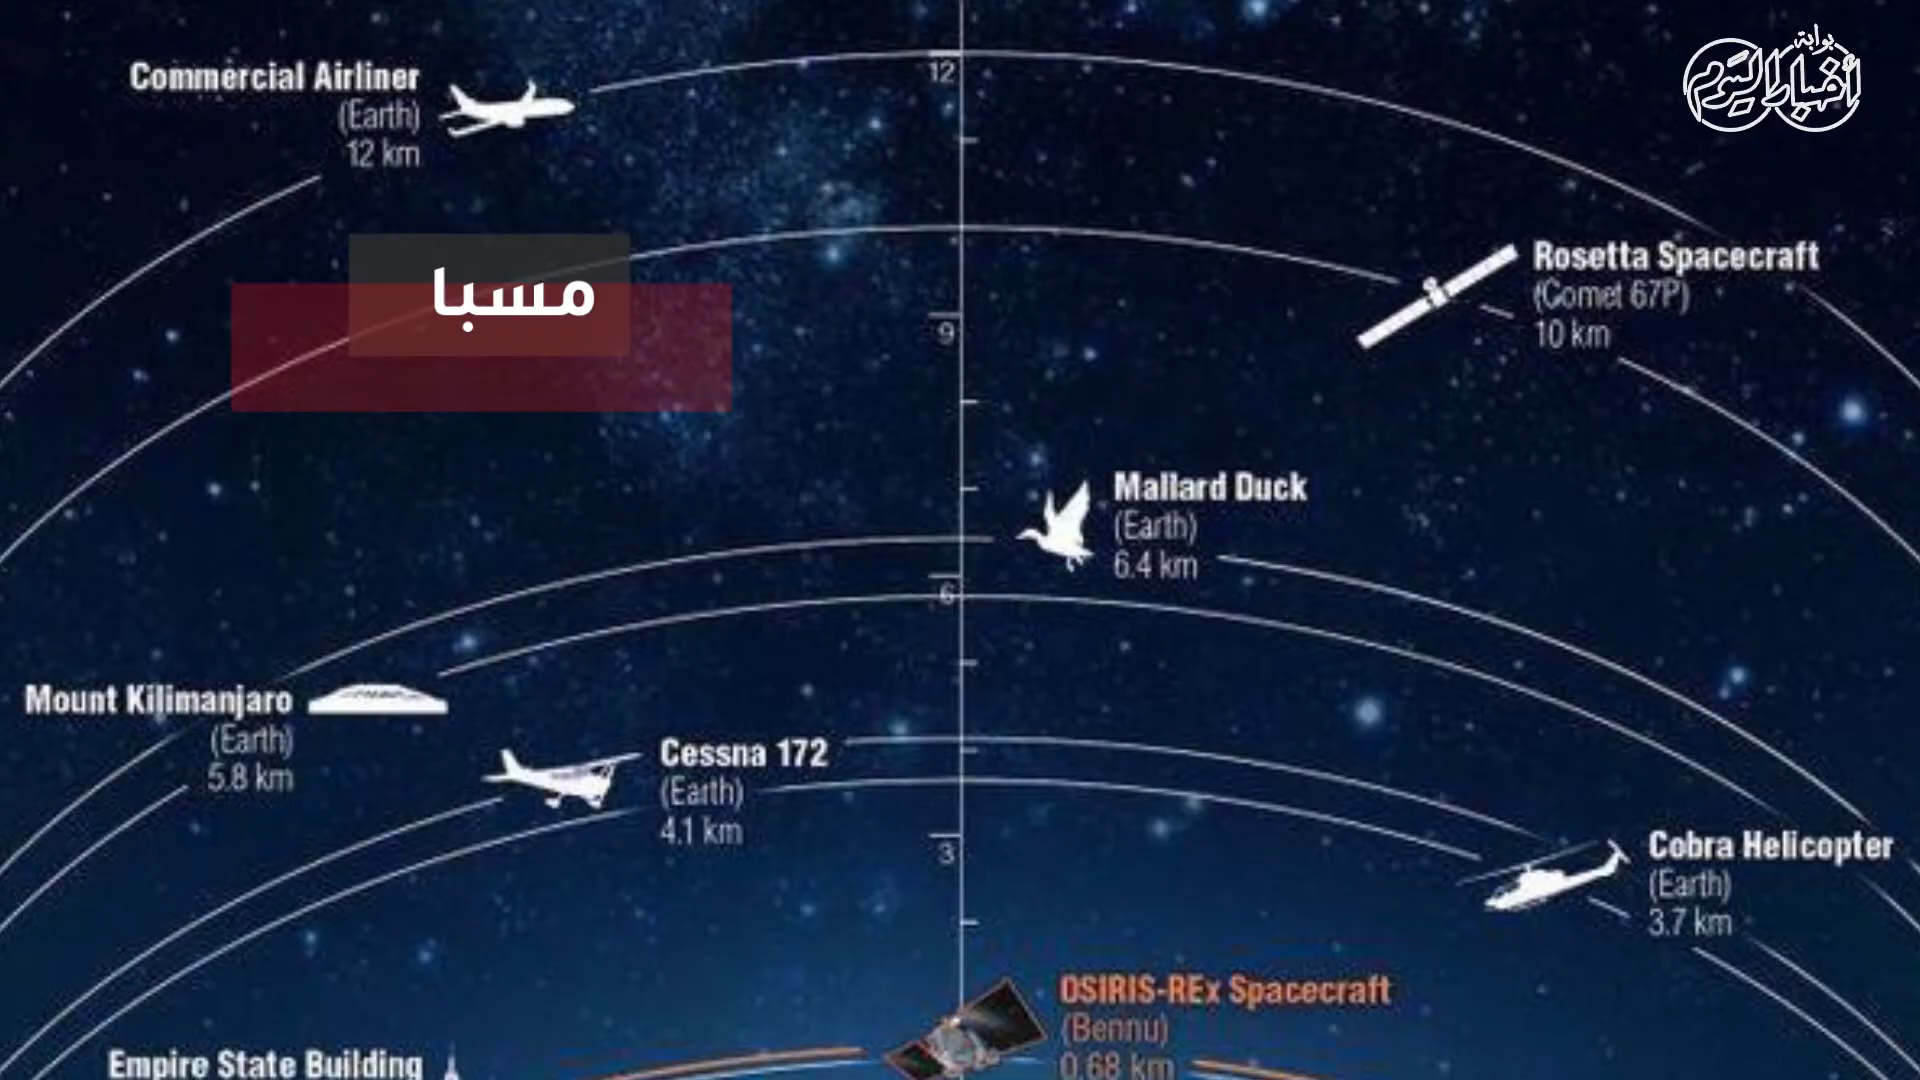 بوابة
أخبار اليوم
Commercial Airliner
(Earth)
12 km
12
مسبا
Rosetta Spacecraft
(Comet 67P)
10 km
9
Mallard Duck
(Earth)
6.4 km
6
Mount Kilimanjaro
(Earth)
5.8 km
Cessna 172
(Earth)
4.1 km
3
Cobra Helicopter
(Earth)
3.7 km
OSIRIS-REx Spacecraft
(Bennu)
0.68 km
Empire State Building